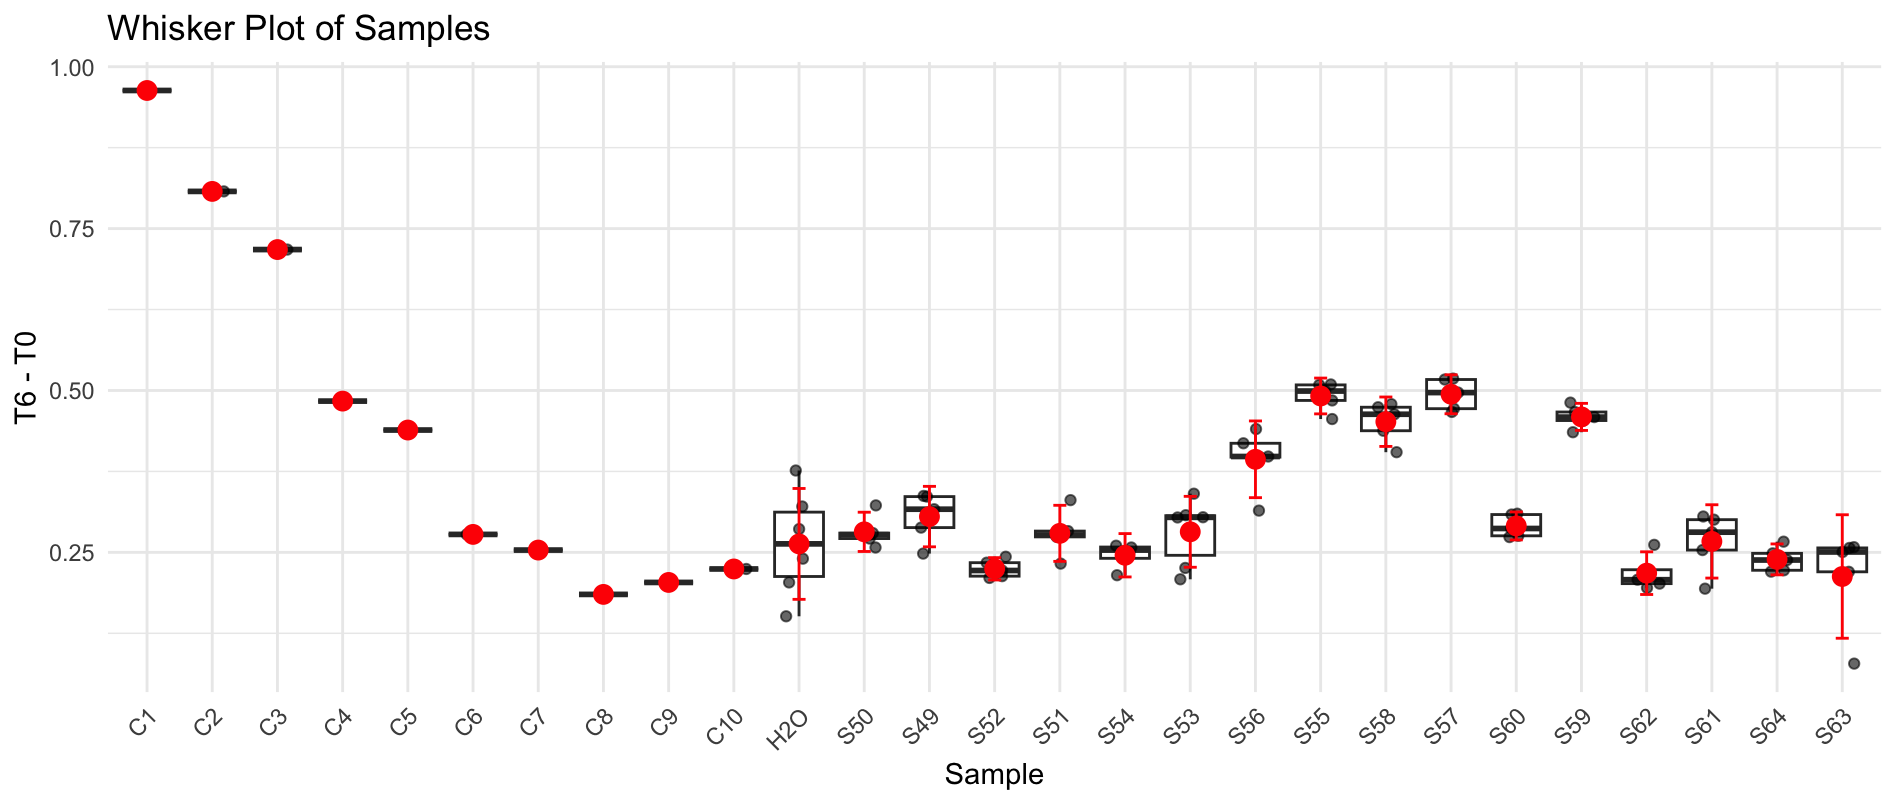 Whisker Plot of Samples
1.00
0.75
0.50
0.25
T6 - T0
C1 C2 C3 C4 C5 C6 C7 C8 C9 C10 H2O S50 S49 S52 S51 S54 S53 S56 S55 S58 S57 S60 S59 S62 S61 S64 S63
Sample